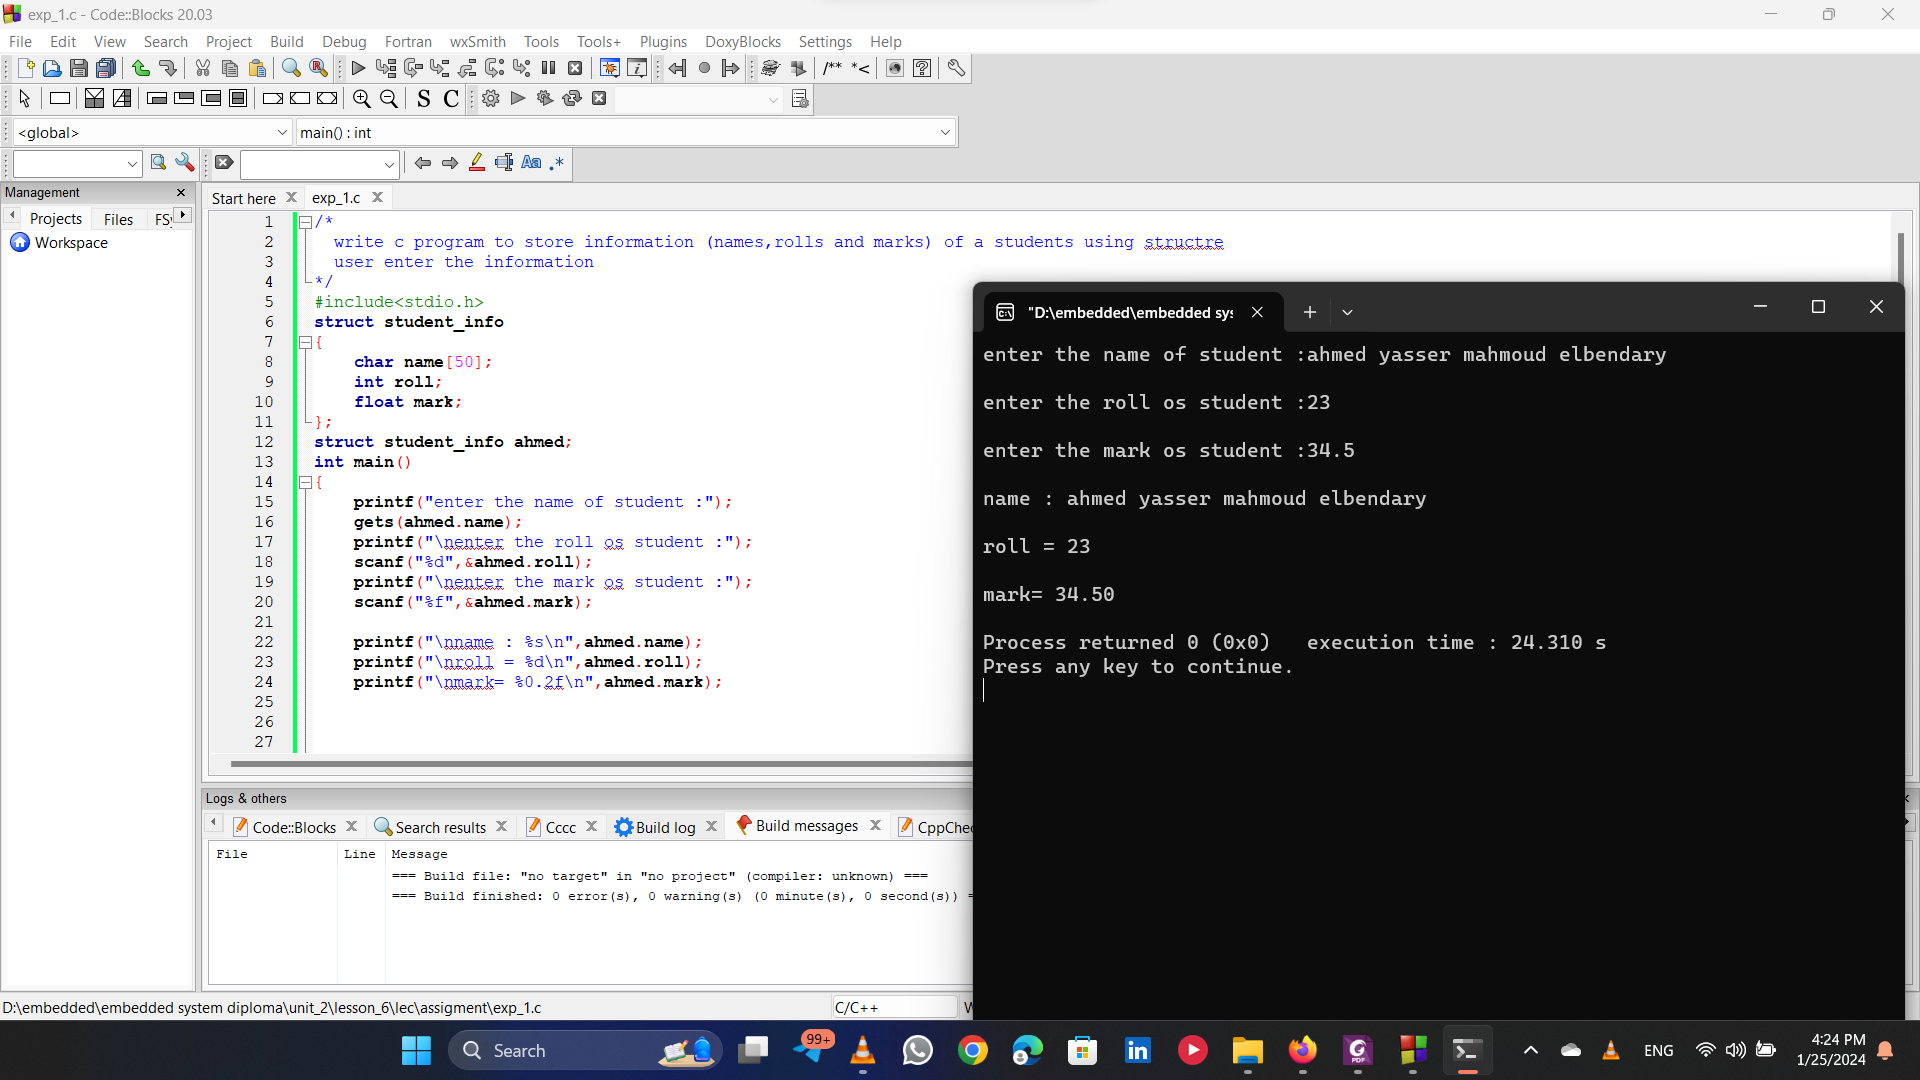 exp_1.c - Code::Blocks 20.03
File Edit View Search Project Build Debug Fortran wxSmith Tools Tools+ Plugins DoxyBlocks Settings Help
/** *<
S C
<global> main() : int
Aa .*
Management
Projects Files FSy
Workspace
Start here exp_1.c
1 /*
2 write c program to store information (names,rolls and marks) of a students using structre
3 user enter the information
4 */
5 #include<stdio.h>
6 struct student_info
7 {
8 char name[50];
9 int roll;
10 float mark;
11 };
12 struct student_info ahmed;
13 int main()
14 {
15 printf("enter the name of student :");
16 gets(ahmed.name);
17 printf("\nenter the roll os student :");
18 scanf("%d",&ahmed.roll);
19 printf("\nenter the mark os student :");
20 scanf("%f",&ahmed.mark);
21
22 printf("\nname : %s\n",ahmed.name);
23 printf("\nroll = %d\n",ahmed.roll);
24 printf("\nmark= %0.2f\n",ahmed.mark);
25
26
27
"D:\embedded\embedded sys
enter the name of student :ahmed yasser mahmoud elbendary
enter the roll os student :23
enter the mark os student :34.5
name : ahmed yasser mahmoud elbendary
roll = 23
mark= 34.50
Process returned 0 (0x0)   execution time : 24.310 s
Press any key to continue.
Logs & others
Code::Blocks Search results Cccc Build log Build messages CppChec
File Line Message
=== Build file: "no target" in "no project" (compiler: unknown) ===
=== Build finished: 0 error(s), 0 warning(s) (0 minute(s), 0 second(s)) =
D:\embedded\embedded system diploma\unit_2\lesson_6\lec\assigment\exp_1.c C/C++ W
Search 99+ in PDF ENG 4:24 PM
1/25/2024